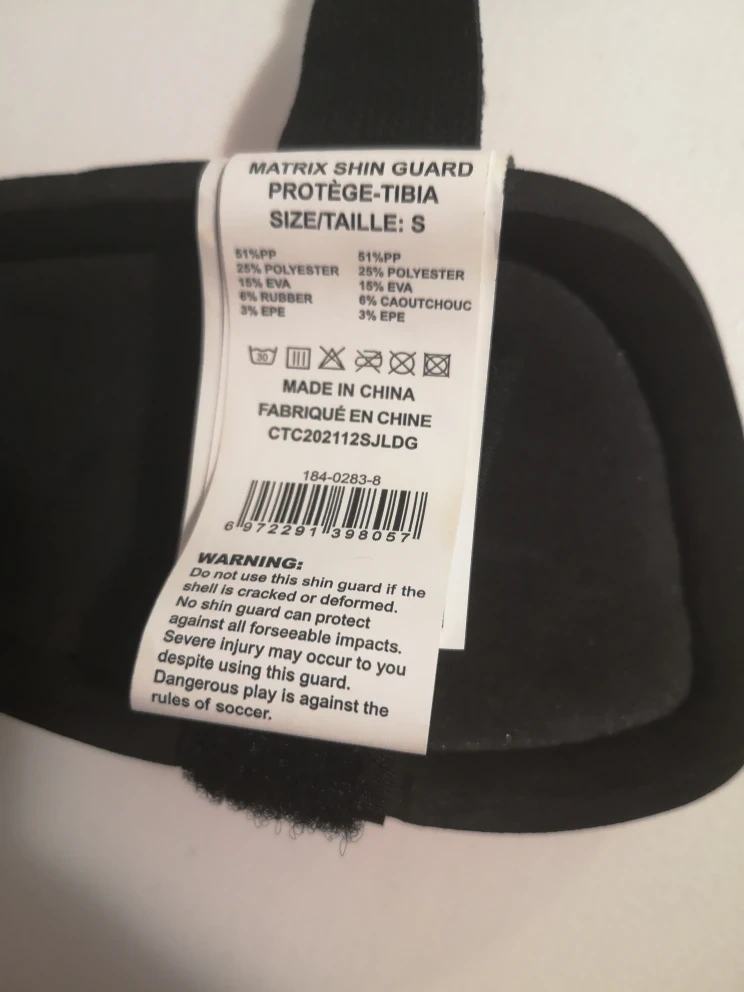 MATRIX SHIN GUARD
PROTÈGE-TIBIA
SIZE/TAILLE: S
51%PP
25% POLYESTER
15% EVA
6% RUBBER
3% EPE
51%PP
25% POLYESTER
15% EVA
6% CAOUTCHOUC
3% EPE
30
MADE IN CHINA
FABRIQUÉ EN CHINE
CTC202112SJLDG
184-0283-8
6 972291 398057
WARNING:
Do not use this shin guard if the
shell is cracked or deformed.
No shin guard can protect
against all forseeable impacts.
Severe injury may occur to you
despite using this guard.
Dangerous play is against the
rules of soccer.